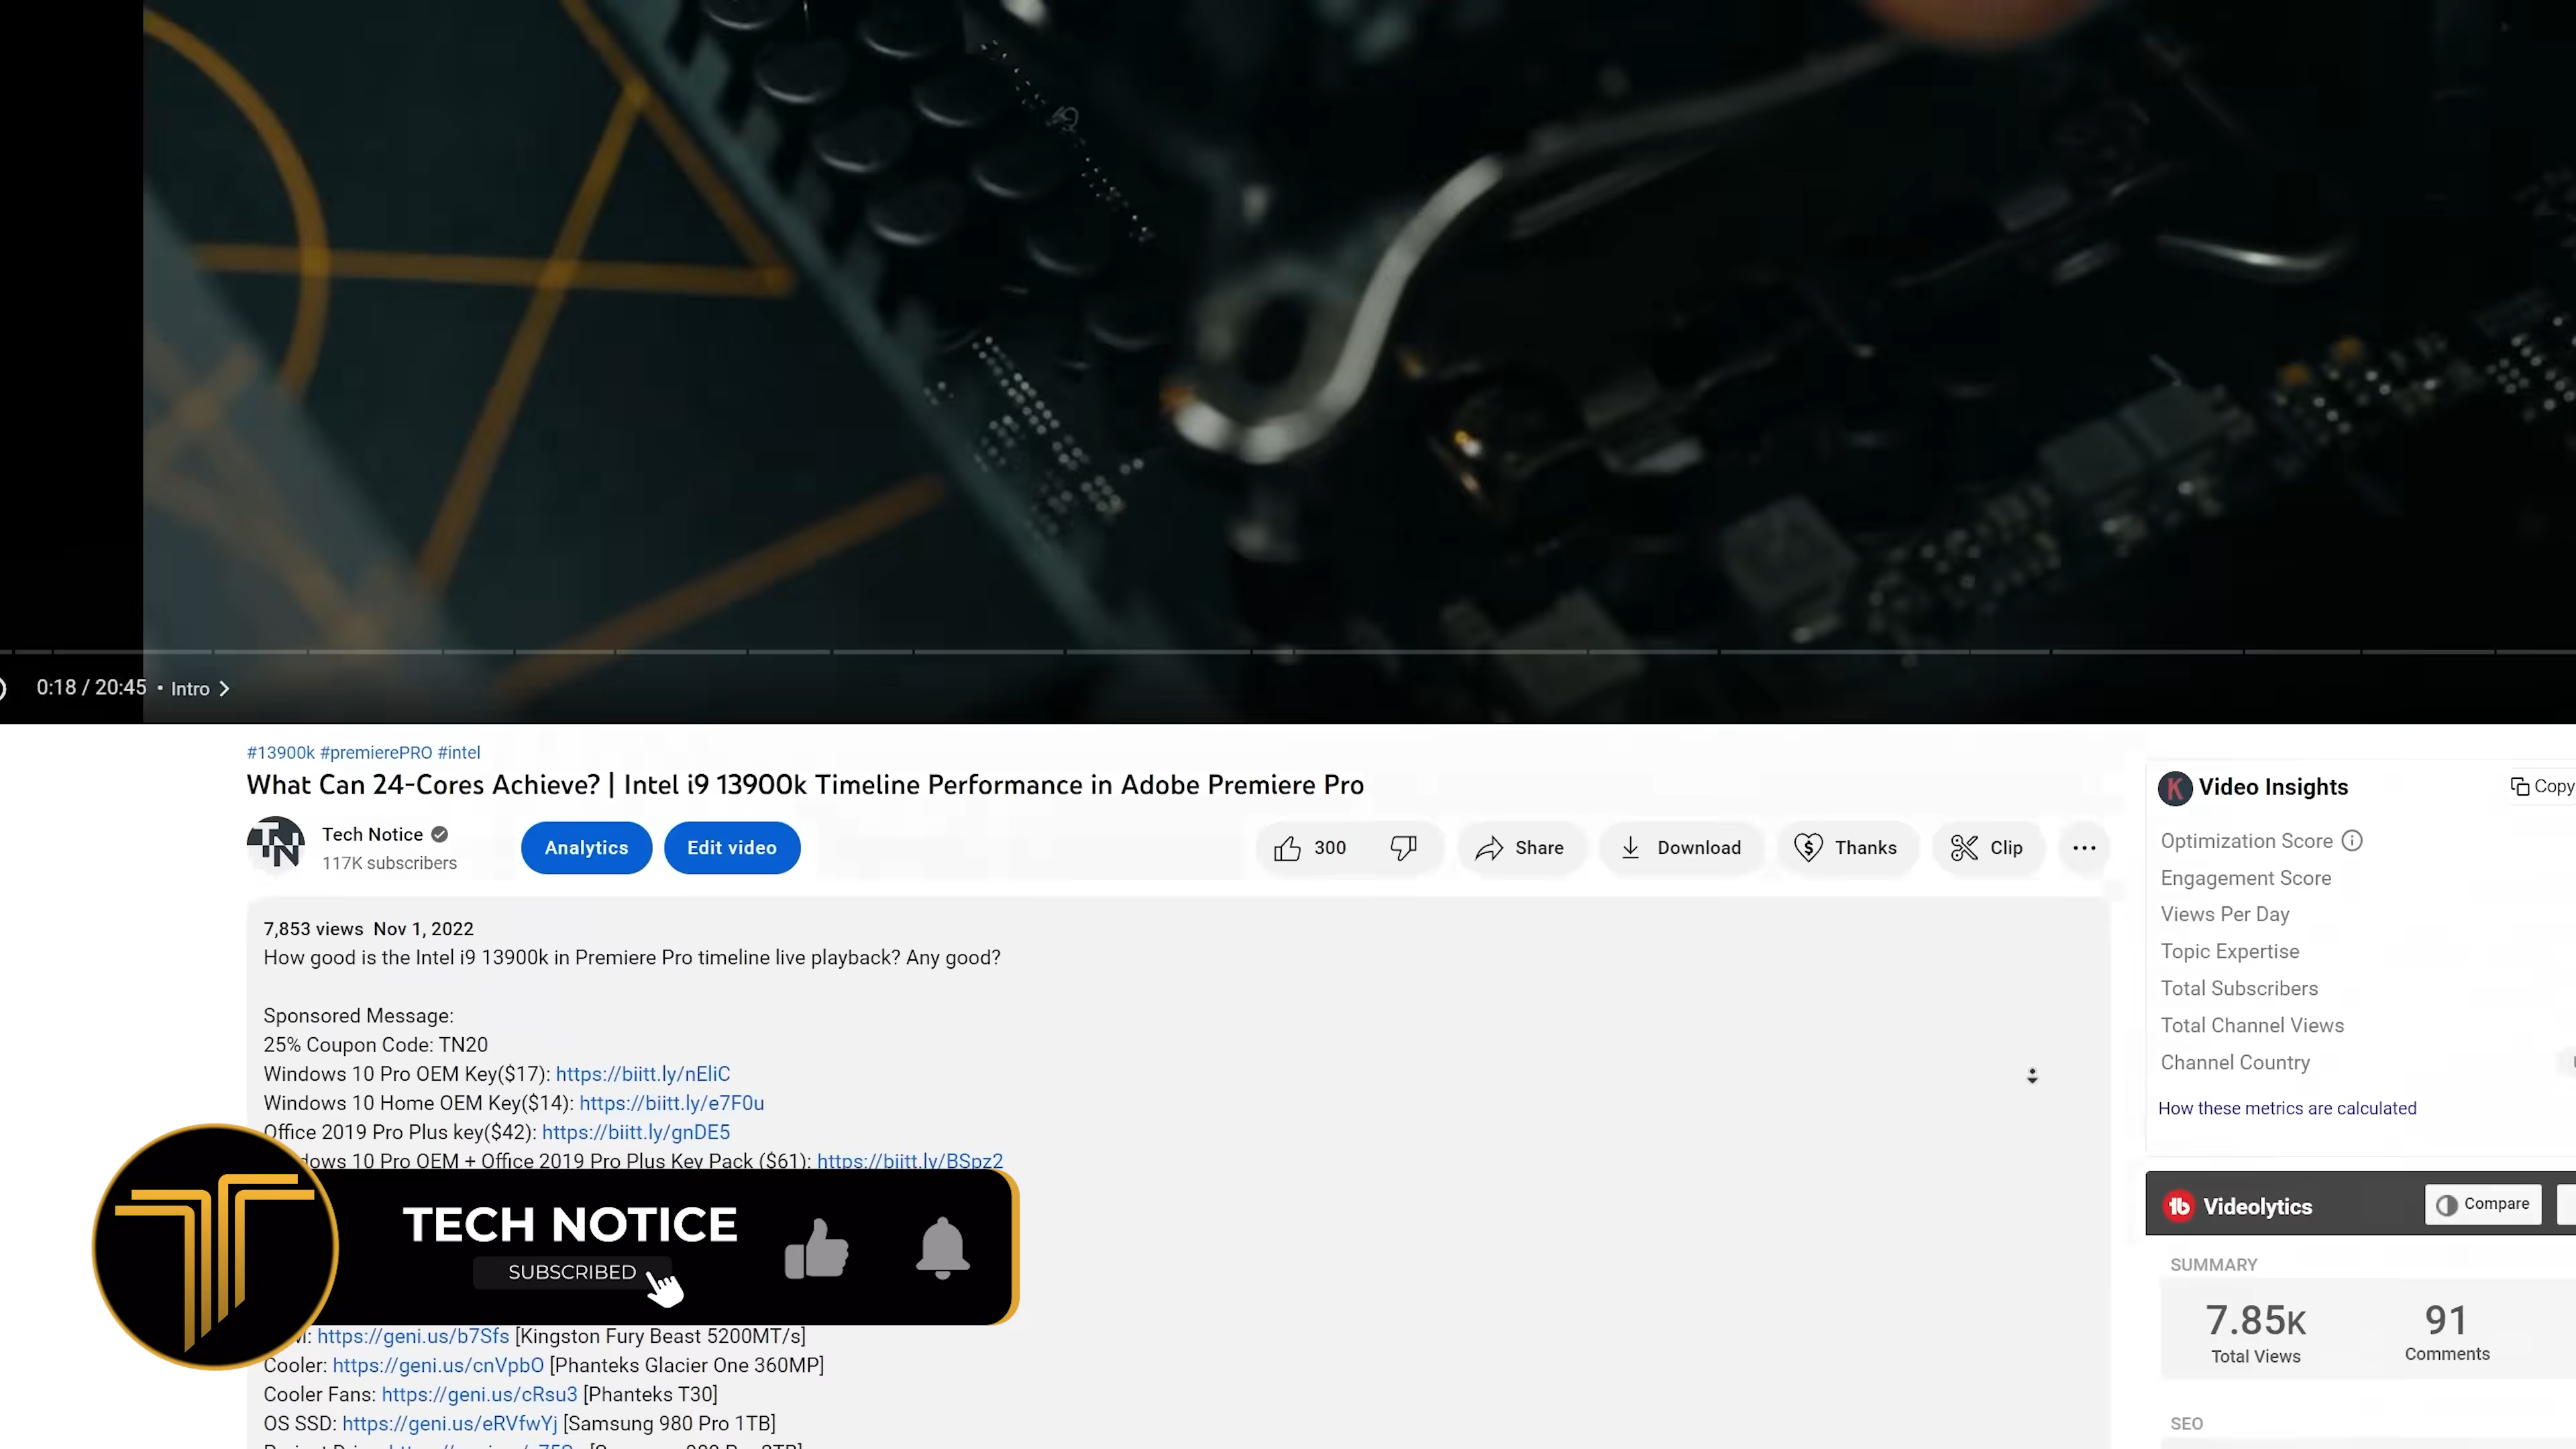 0:18 / 20:45 • Intro
#13900k #premierePRO #intel
What Can 24-Cores Achieve? | Intel i9 13900k Timeline Performance in Adobe Premiere Pro
TN
Tech Notice
117K subscribers
Analytics
Edit video
300
Share
Download
Thanks
Clip
7,853 views Nov 1, 2022
How good is the Intel i9 13900k in Premiere Pro timeline live playback? Any good?
Sponsored Message:
25% Coupon Code: TN20
Windows 10 Pro OEM Key($17): https://biitt.ly/nEliC
Windows 10 Home OEM Key($14): https://biitt.ly/e7F0u
Office 2019 Pro Plus key($42): https://biitt.ly/gnDE5
dows 10 Pro OEM + Office 2019 Pro Plus Key Pack ($61): https://biitt.ly/BSpz2
TECH NOTICE
SUBSCRIBED
M: https://geni.us/b7Sfs [Kingston Fury Beast 5200MT/s]
Cooler: https://geni.us/cnVpbO [Phanteks Glacier One 360MP]
Cooler Fans: https://geni.us/cRsu3 [Phanteks T30]
OS SSD: https://geni.us/eRVfwYj [Samsung 980 Pro 1TB]
K Video Insights
Copy
Optimization Score
Engagement Score
Views Per Day
Topic Expertise
Total Subscribers
Total Channel Views
Channel Country
How these metrics are calculated
tb Videolytics
Compare
SUMMARY
7.85K
Total Views
91
Comments
SEO